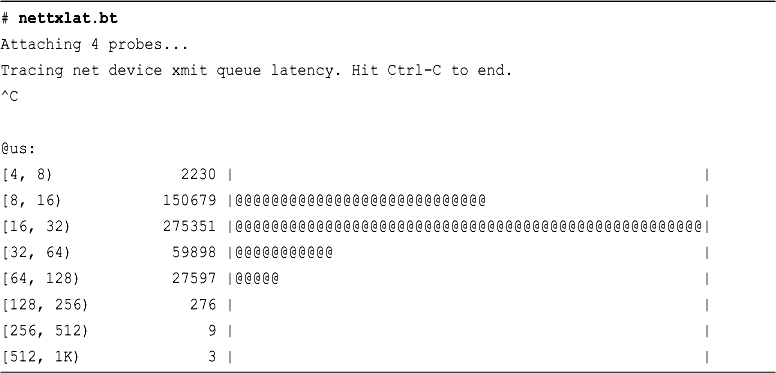 # nettxlat.bt
Attaching 4 probes...
Tracing net device xmit queue latency. Hit Ctrl-C to end.
^C

@us:
[4, 8)              2230 |                                                    |
[8, 16)           150679 |@@@@@@@@@@@@@@@@@@@@@@@@@@@@                        |
[16, 32)          275351 |@@@@@@@@@@@@@@@@@@@@@@@@@@@@@@@@@@@@@@@@@@@@@@@@@@@@|
[32, 64)           59898 |@@@@@@@@@@@                                         |
[64, 128)          27597 |@@@@@                                               |
[128, 256)           276 |                                                    |
[256, 512)             9 |                                                    |
[512, 1K)              3 |                                                    |